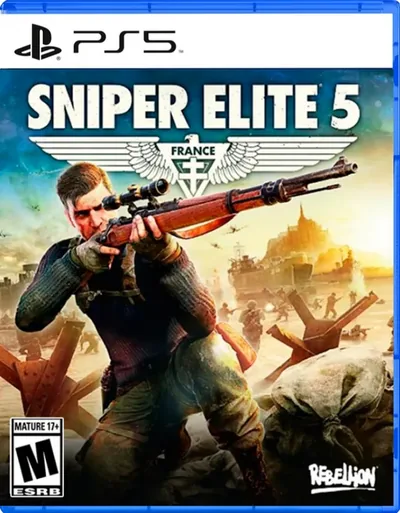 PS5
SNIPER ELITE 5
FRANCE
MATURE 17+
M
ESRB
REBELLION